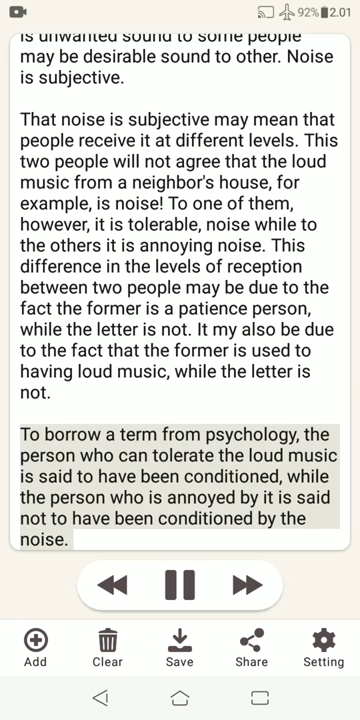 92% 2.01
is unwanted sound to some people
may be desirable sound to other. Noise
is subjective.
That noise is subjective may mean that
people receive it at different levels. This
two people will not agree that the loud
music from a neighbor's house, for
example, is noise! To one of them,
however, it is tolerable, noise while to
the others it is annoying noise. This
difference in the levels of reception
between two people may be due to the
fact the former is a patience person,
while the letter is not. It my also be due
to the fact that the former is used to
having loud music, while the letter is
not.
To borrow a term from psychology, the
person who can tolerate the loud music
is said to have been conditioned, while
the person who is annoyed by it is said
not to have been conditioned by the
noise.
Add Clear Save Share Setting